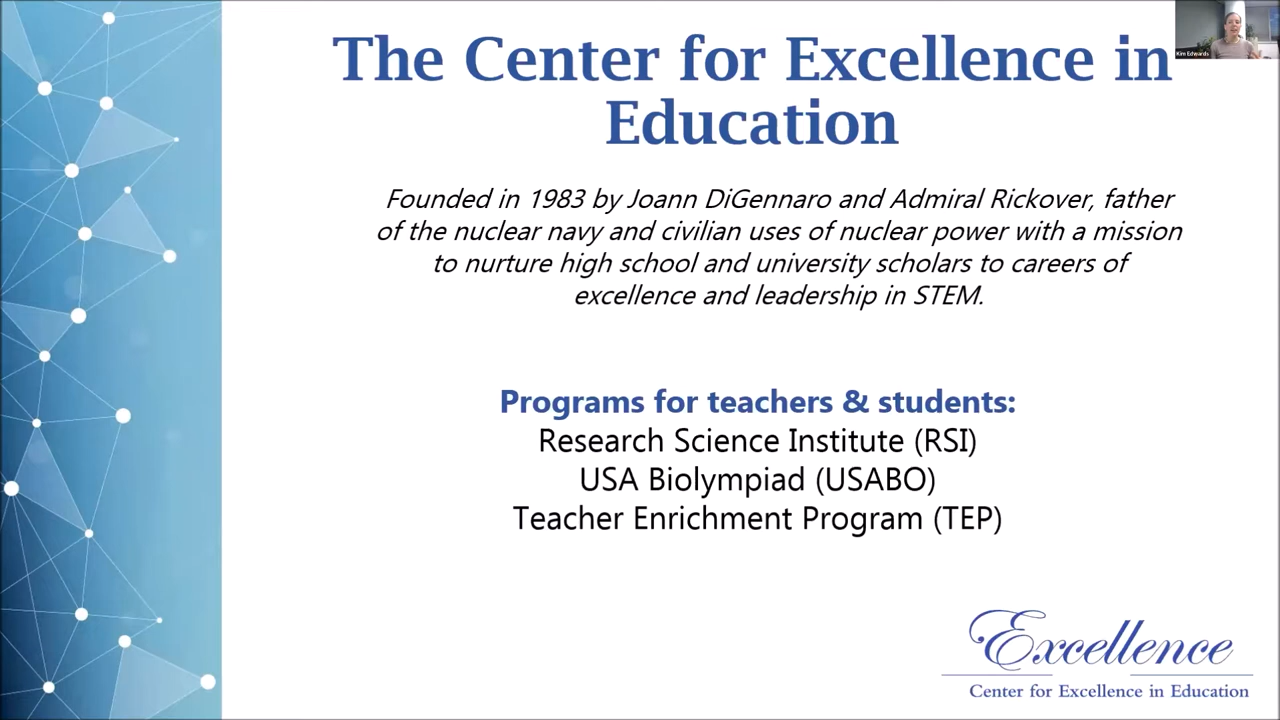 The Center for Excellence in
Education
Kim Edwards
Founded in 1983 by Joann DiGennaro and Admiral Rickover, father
of the nuclear navy and civilian uses of nuclear power with a mission
to nurture high school and university scholars to careers of
excellence and leadership in STEM.
Programs for teachers & students:
Research Science Institute (RSI)
USA Biolympiad (USABO)
Teacher Enrichment Program (TEP)
Excellence
Center for Excellence in Education